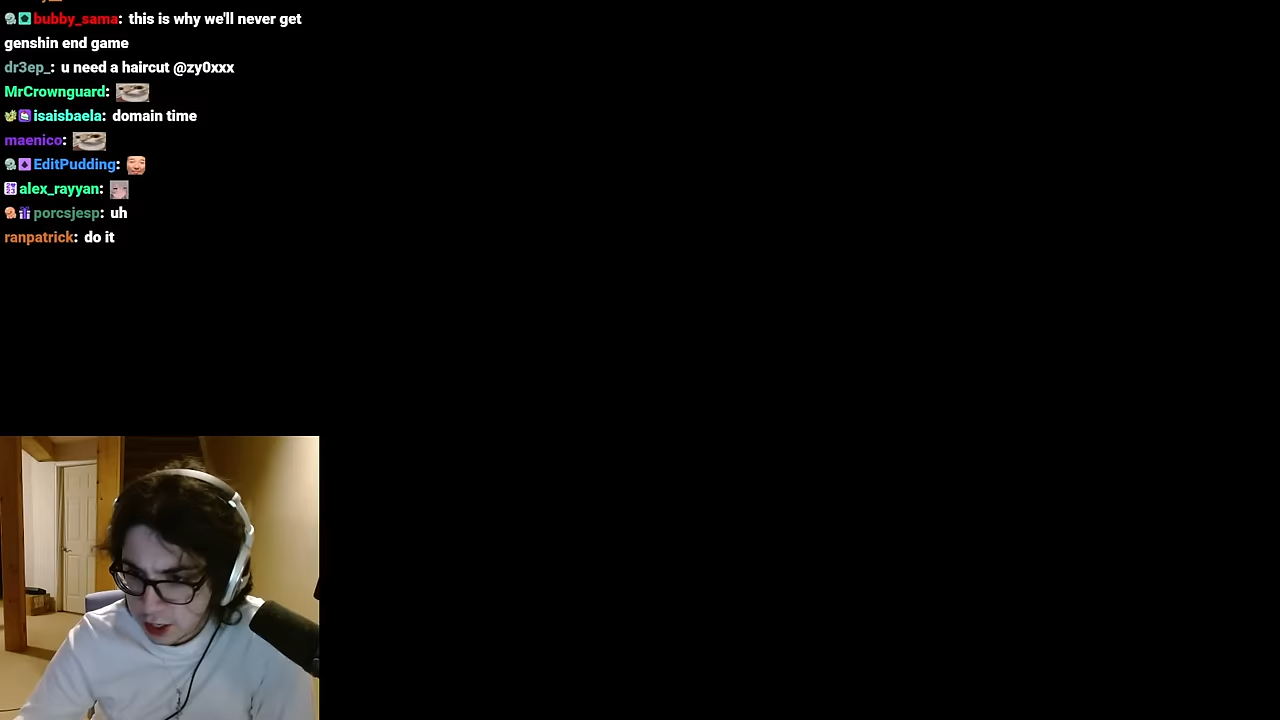 bubby_sama: this is why we'll never get
genshin end game
dr3ep_: u need a haircut @zy0xxx
MrCrownguard:
isaisbaela: domain time
maenico:
EditPudding:
alex_rayyan:
porcsjesp: uh
ranpatrick: do it